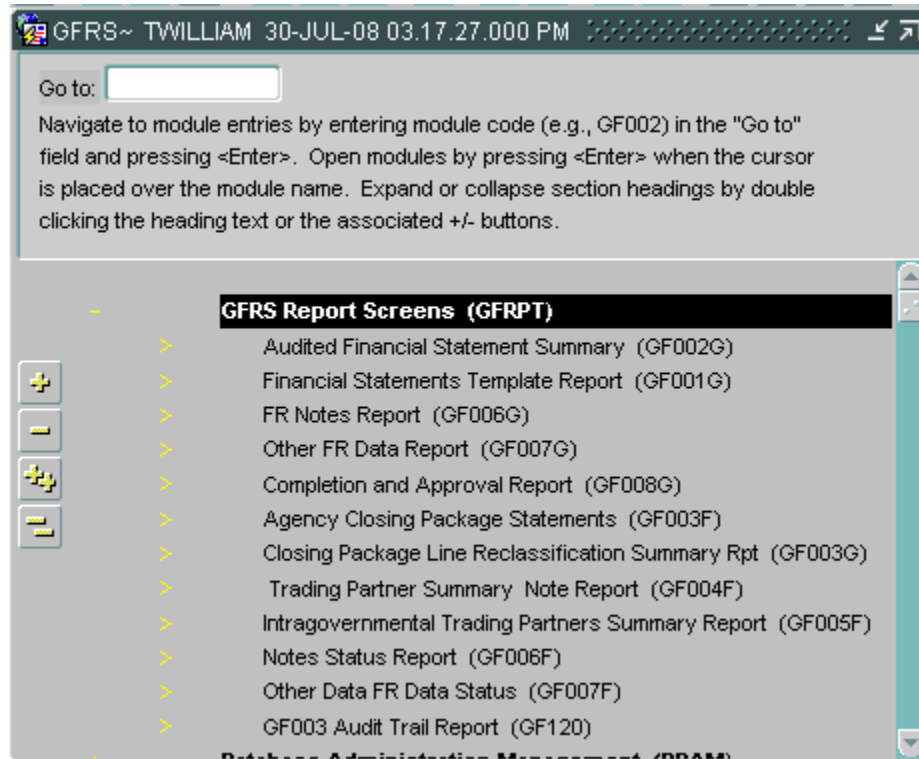 GFRS~ TWILLIAM 30-JUL-08 03.17.27.000 PM
Go to:
Navigate to module entries by entering module code (e.g., GF002) in the "Go to"
field and pressing <Enter>. Open modules by pressing <Enter> when the cursor
is placed over the module name. Expand or collapse section headings by double
clicking the heading text or the associated +/- buttons.
GFRS Report Screens (GFRPT)
Audited Financial Statement Summary (GF002G)
Financial Statements Template Report (GF001G)
FR Notes Report (GF006G)
Other FR Data Report (GF007G)
Completion and Approval Report (GF008G)
Agency Closing Package Statements (GF003F)
Closing Package Line Reclassification Summary Rpt (GF003G)
Trading Partner Summary Note Report (GF004F)
Intragovernmental Trading Partners Summary Report (GF005F)
Notes Status Report (GF006F)
Other Data FR Data Status (GF007F)
GF003 Audit Trail Report (GF120)
Database Administration Management